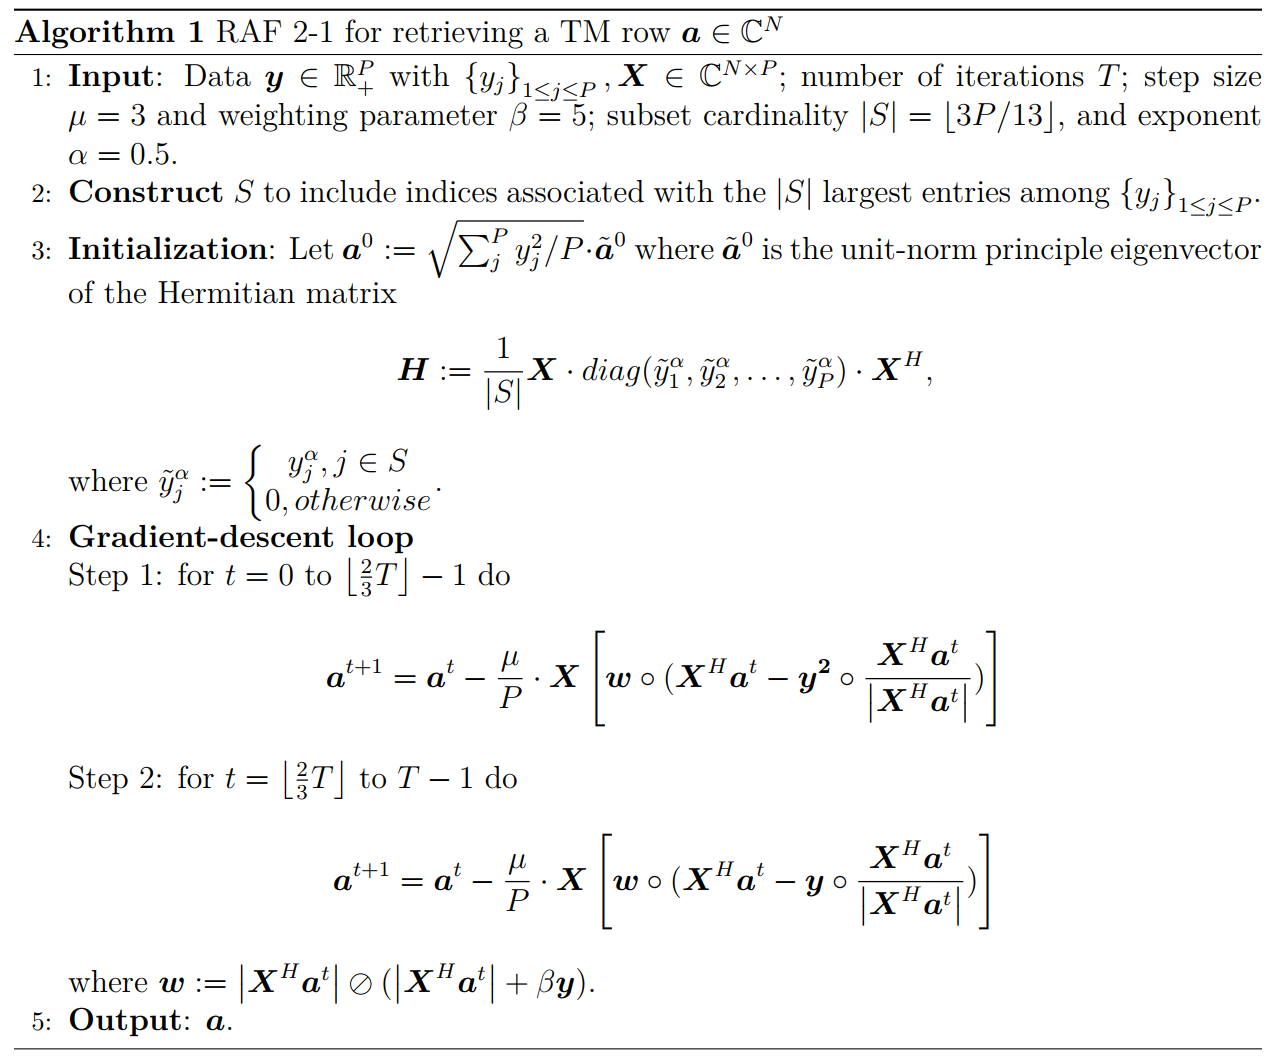 Algorithm 1 RAF 2-1 for retrieving a TM row $\boldsymbol{a} \in \mathbb{C}^N$
1: Input: Data $\boldsymbol{y} \in \mathbb{R}_+^P$ with $\{y_j\}_{1 \le j \le P}, \boldsymbol{X} \in \mathbb{C}^{N \times P}$; number of iterations $T$; step size
$\mu = 3$ and weighting parameter $\beta = 5$; subset cardinality $|S| = \lfloor 3P/13 \rfloor$, and exponent
$\alpha = 0.5$.
2: Construct $S$ to include indices associated with the $|S|$ largest entries among $\{y_j\}_{1 \le j \le P}$.
3: Initialization: Let $\boldsymbol{a}^0 := \sqrt{\sum_j^P y_j^2 / P} \cdot \tilde{\boldsymbol{a}}^0$ where $\tilde{\boldsymbol{a}}^0$ is the unit-norm principle eigenvector
of the Hermitian matrix
$\boldsymbol{H} := \frac{1}{|S|} \boldsymbol{X} \cdot diag(\tilde{y}_1^\alpha, \tilde{y}_2^\alpha, \ldots, \tilde{y}_P^\alpha) \cdot \boldsymbol{X}^H,$
where $\tilde{y}_j^\alpha := \begin{cases} y_j^\alpha, j \in S \\ 0, otherwise \end{cases}.$
4: Gradient-descent loop
Step 1: for $t = 0$ to $\lfloor \frac{2}{3} T \rfloor - 1$ do
$\boldsymbol{a}^{t+1} = \boldsymbol{a}^t - \frac{\mu}{P} \cdot \boldsymbol{X} \left[ \boldsymbol{w} \circ (\boldsymbol{X}^H \boldsymbol{a}^t - \boldsymbol{y}^{\boldsymbol{2}} \circ \frac{\boldsymbol{X}^H \boldsymbol{a}^t}{|\boldsymbol{X}^H \boldsymbol{a}^t|}) \right]$
Step 2: for $t = \lfloor \frac{2}{3} T \rfloor$ to $T - 1$ do
$\boldsymbol{a}^{t+1} = \boldsymbol{a}^t - \frac{\mu}{P} \cdot \boldsymbol{X} \left[ \boldsymbol{w} \circ (\boldsymbol{X}^H \boldsymbol{a}^t - \boldsymbol{y} \circ \frac{\boldsymbol{X}^H \boldsymbol{a}^t}{|\boldsymbol{X}^H \boldsymbol{a}^t|}) \right]$
where $\boldsymbol{w} := |\boldsymbol{X}^H \boldsymbol{a}^t| \oslash (|\boldsymbol{X}^H \boldsymbol{a}^t| + \beta \boldsymbol{y})$.
5: Output: $\boldsymbol{a}$.